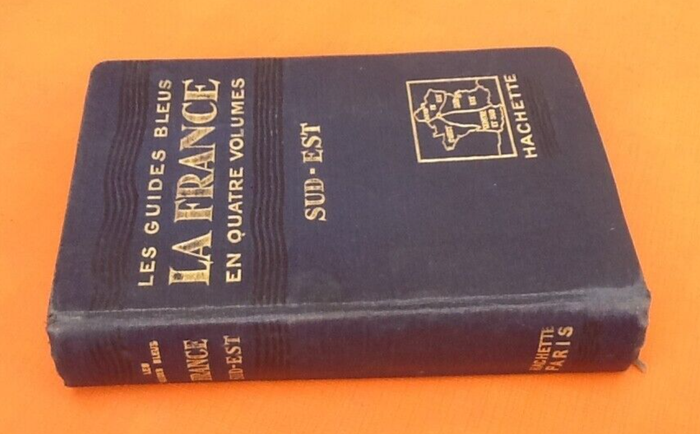 LES GUIDES BLEUS
LA FRANCE
EN QUATRE VOLUMES
SUD-EST
HACHETTE
LES
GUIDES BLEUS
FRANCE
SUD-EST
HACHETTE
PARIS